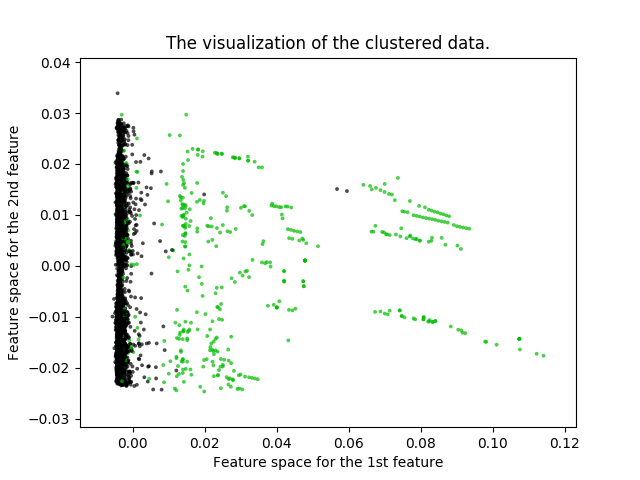 The visualization of the clustered data.
0.04
0.03
0.02
0.01
0.00
−0.01
−0.02
−0.03
Feature space for the 2nd feature
0.00 0.02 0.04 0.06 0.08 0.10 0.12
Feature space for the 1st feature